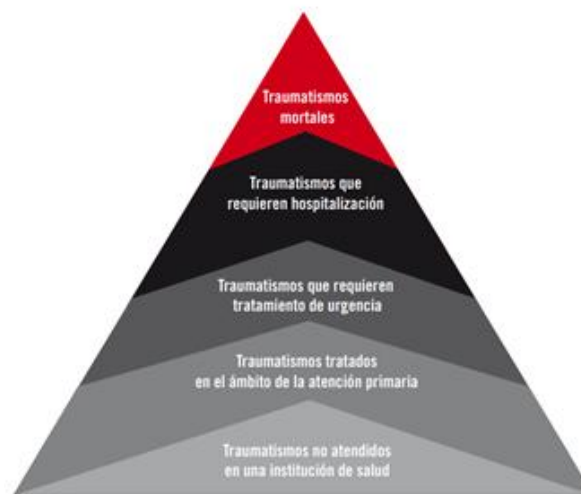 Traumatismos
mortales
Traumatismos que
requieren hospitalización
Traumatismos que requieren
tratamiento de urgencia
Traumatismos tratados
en el ámbito de la atención primaria
Traumatismos no atendidos
en una institución de salud